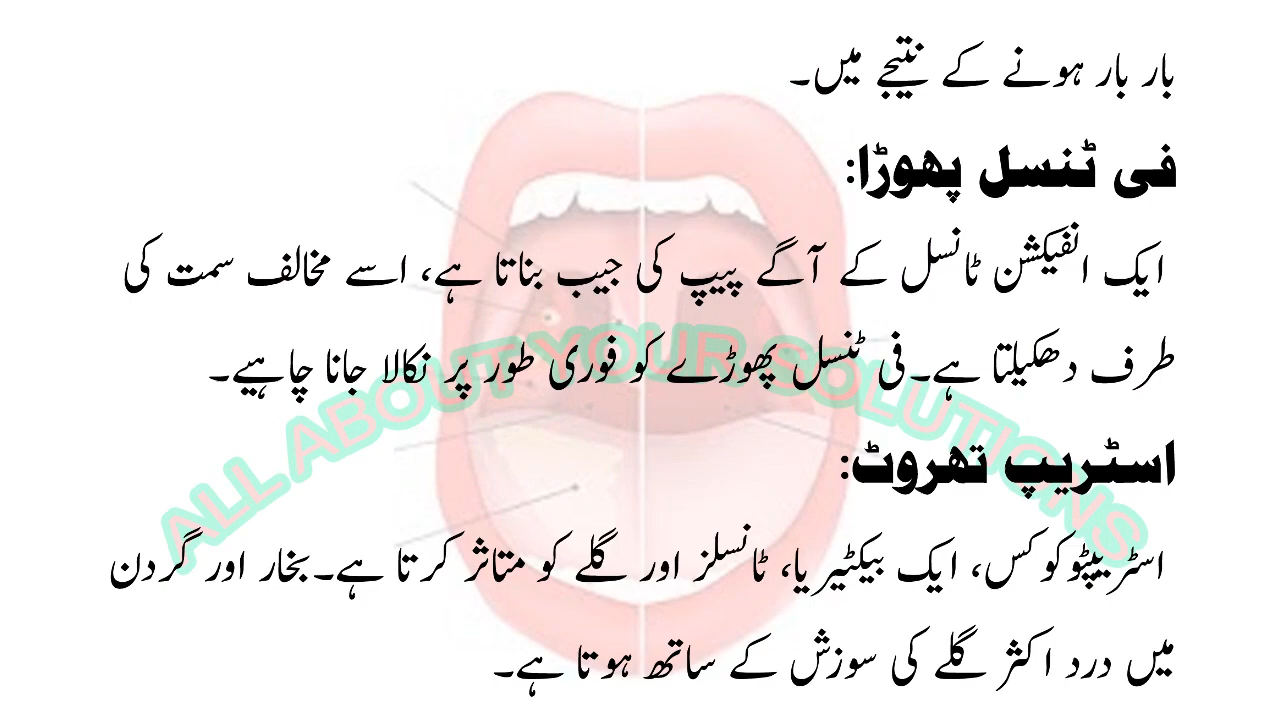 بار بار ہونے کے نتیجے میں۔
فی ٹنسل پھوڑا:
ایک انفیکشن ٹانسل کے آگے پیپ کی جیب بناتا ہے، اسے مخالف سمت کی
طرف دھکیلتا ہے۔فی ٹنسل پھوڑے کو فوری طور پر نکالا جانا چاہیے۔
ALL ABOUT YOUR SOLUTIONS
اسٹریپ تھروٹ:
اسٹریپٹوکوکس، ایک بیکٹیریا، ٹانسلز اور گلے کو متاثر کرتا ہے۔بخار اور گردن
میں درد اکثر گلے کی سوزش کے ساتھ ہوتا ہے۔